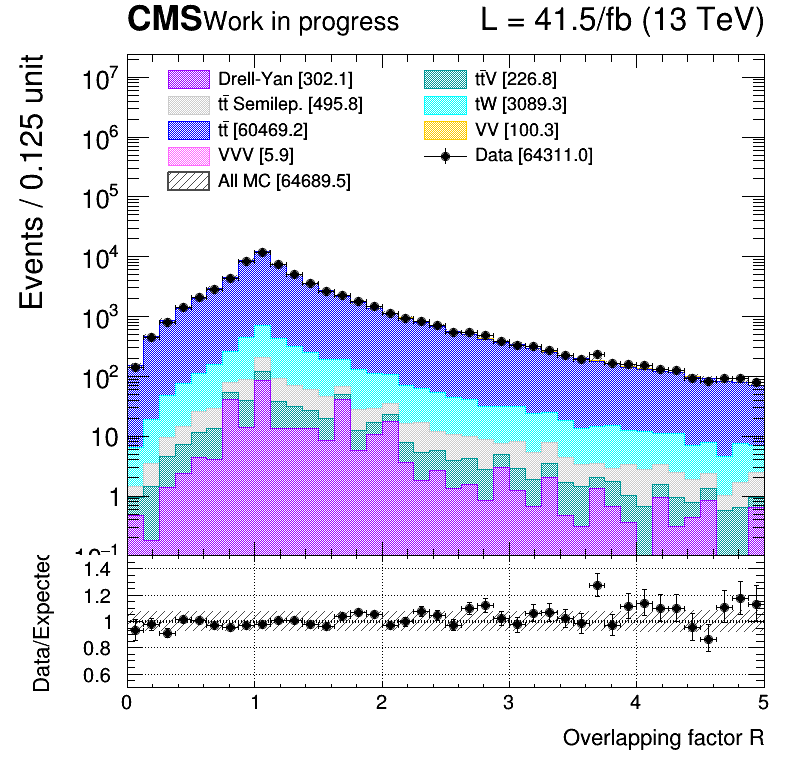 CMS Work in progress L = 41.5/fb (13 TeV)
Events / 0.125 unit
10⁷
10⁶
10⁵
10⁴
10³
10²
10
1
10⁻¹
Drell-Yan [302.1]
tt̄ Semilep. [495.8]
tt̄ [60469.2]
VVV [5.9]
All MC [64689.5]
tt̄V [226.8]
tW [3089.3]
VV [100.3]
Data [64311.0]
Data/Expected
1.4
1.2
1
0.8
0.6
0 1 2 3 4 5
Overlapping factor R